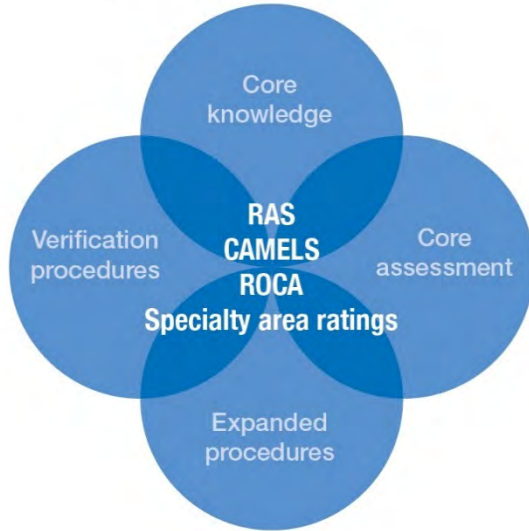 Core
knowledge
Verification
procedures
RAS
CAMELS
ROCA
Specialty area ratings
Core
assessment
Expanded
procedures